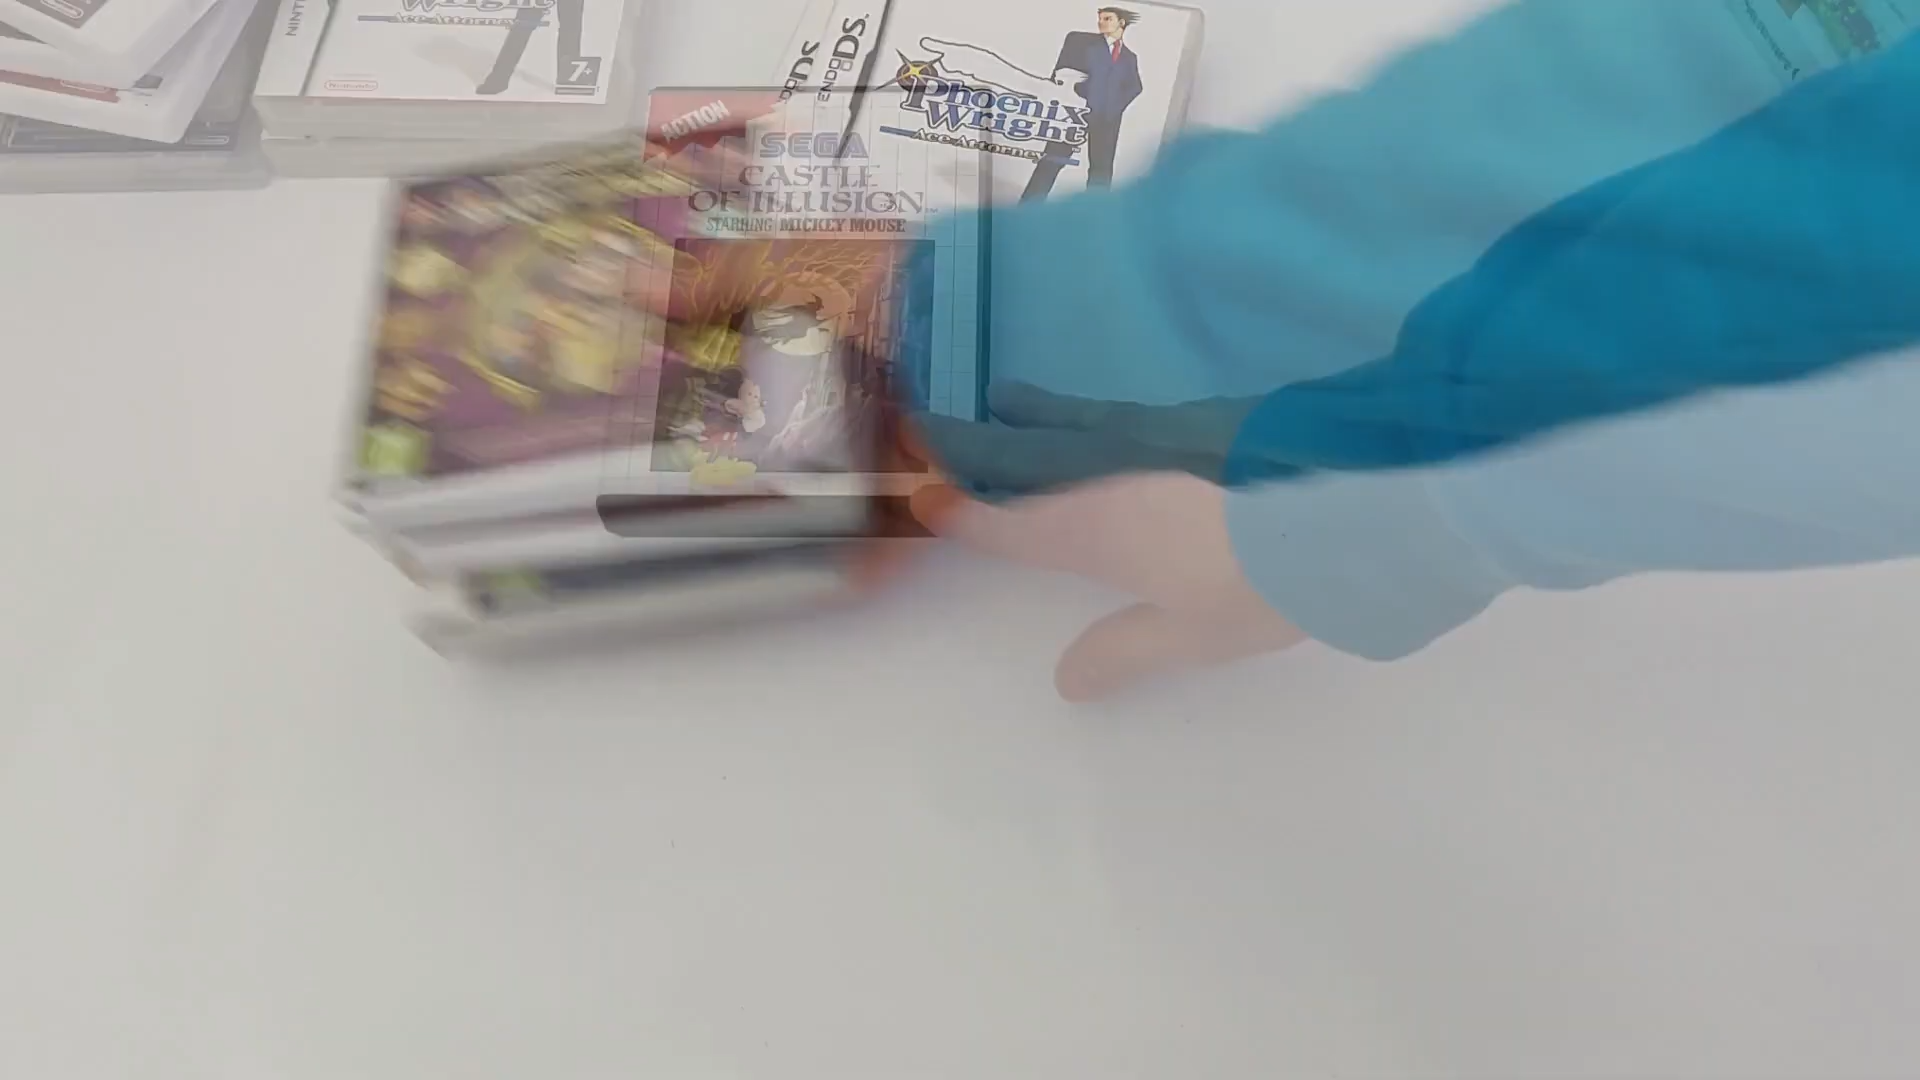 Wright
Ace Attorney
NINT
7+
Nintendo
DS
NINTENDO DS
Phoenix
Wright
Ace Attorney
ACTION
SEGA
CASTLE
OF ILLUSION
STARRING MICKEY MOUSE